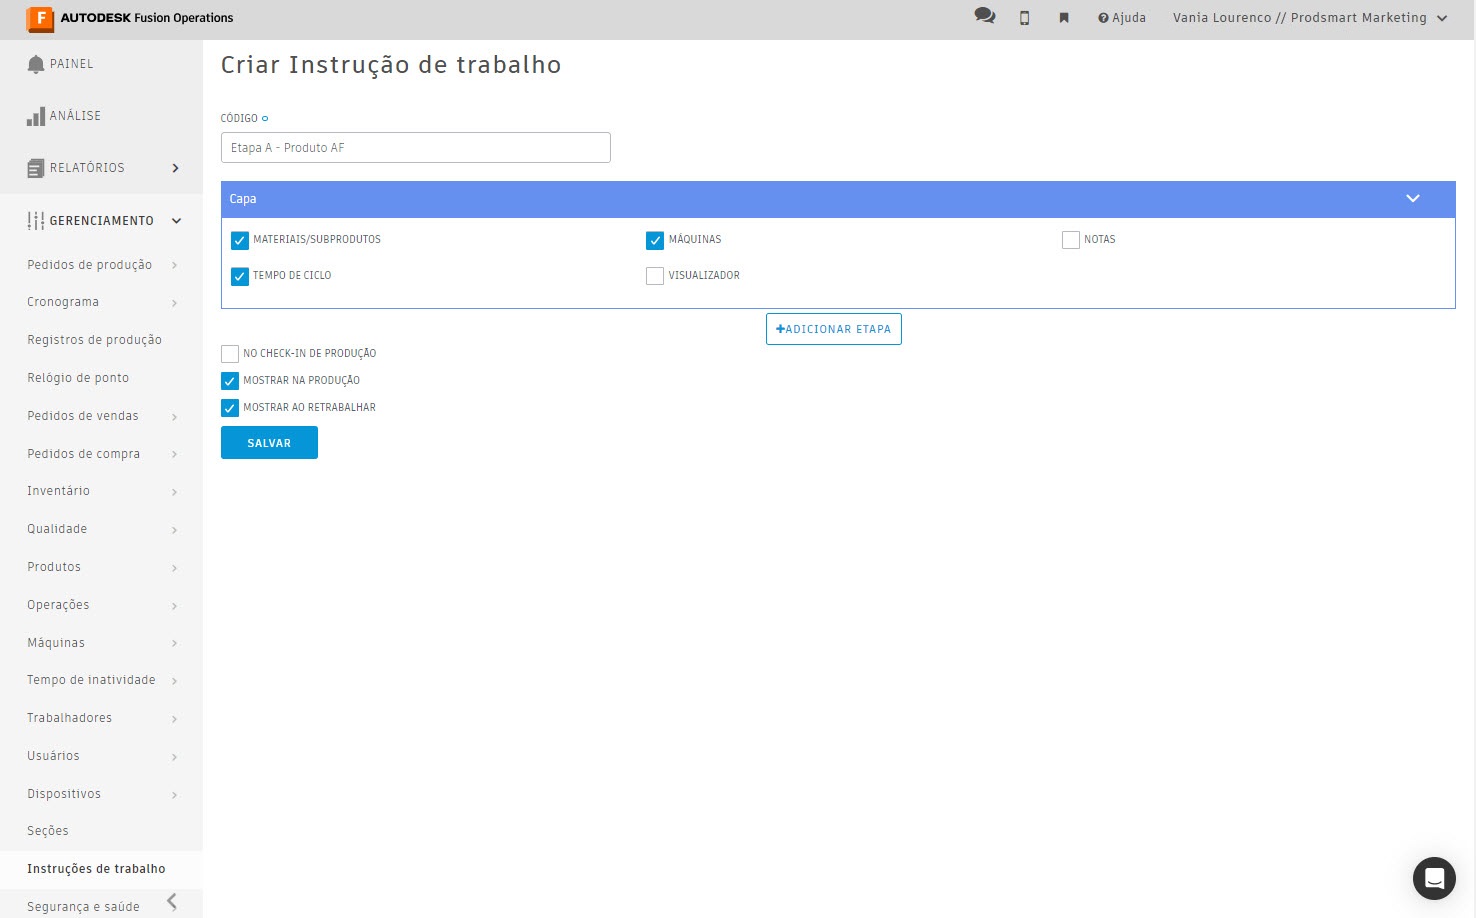 F AUTODESK Fusion Operations
Ajuda
Vania Lourenco // Prodsmart Marketing
PAINEL
ANÁLISE
RELATÓRIOS
GERENCIAMENTO
Pedidos de produção
Cronograma
Registros de produção
Relógio de ponto
Pedidos de vendas
Pedidos de compra
Inventário
Qualidade
Produtos
Operações
Máquinas
Tempo de inatividade
Trabalhadores
Usuários
Dispositivos
Seções
Instruções de trabalho
Segurança e saúde
Criar Instrução de trabalho
CÓDIGO
Etapa A - Produto AF
Capa
MATERIAIS/SUBPRODUTOS
MÁQUINAS
NOTAS
TEMPO DE CICLO
VISUALIZADOR
+ADICIONAR ETAPA
NO CHECK-IN DE PRODUÇÃO
MOSTRAR NA PRODUÇÃO
MOSTRAR AO RETRABALHAR
SALVAR